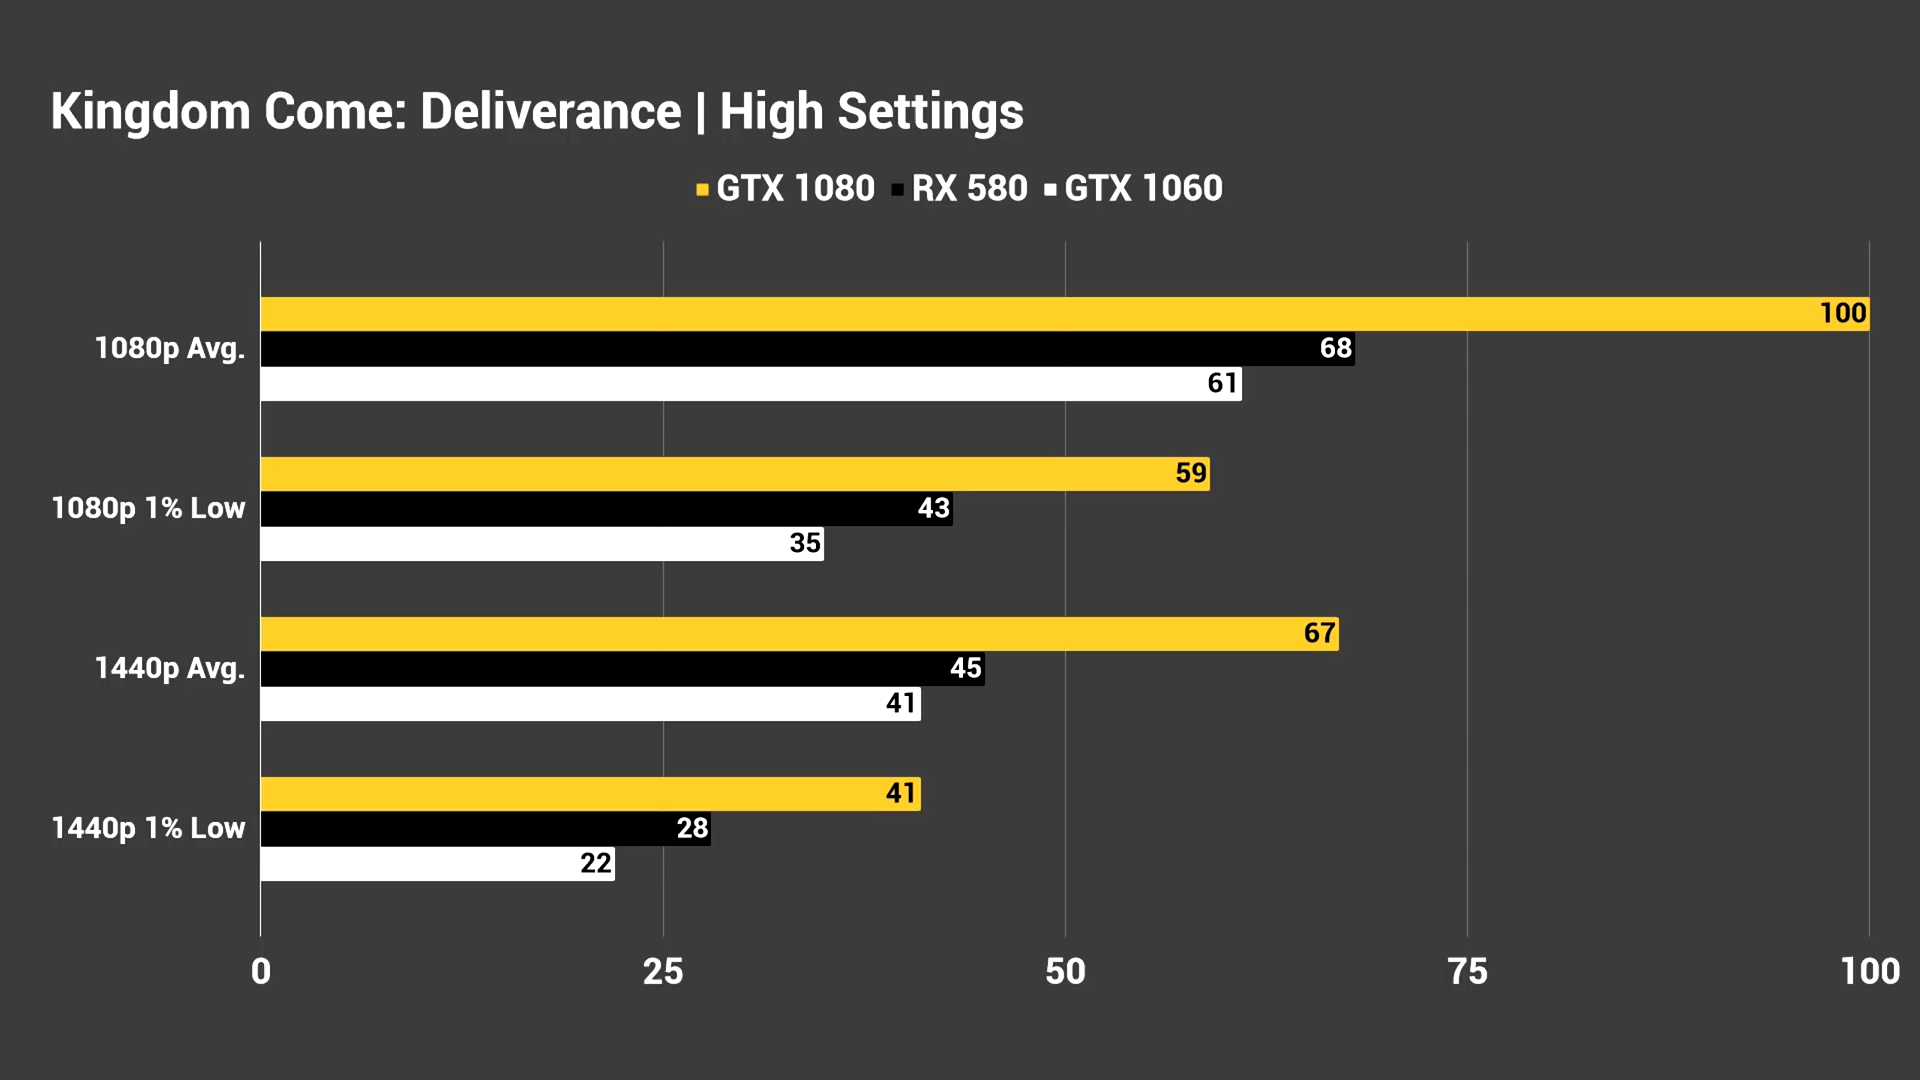 Kingdom Come: Deliverance | High Settings
GTX 1080 RX 580 GTX 1060
1080p Avg.
100
68
61
1080p 1% Low
59
43
35
1440p Avg.
67
45
41
1440p 1% Low
41
28
22
0 25 50 75 100